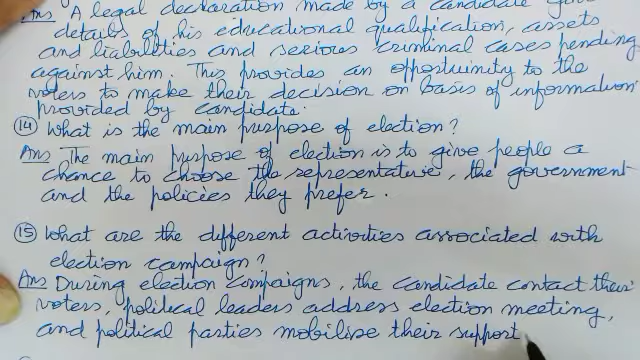 Ans A legal declaration made by a candidate
details of his educational qualification, assets
and liabilities and serious criminal cases pending
against him. This provides an opportuinity to the
voters to make their decision on basis of information
provided by candidate.
(14) What is the main purpose of election?
Ans The main purpose of election is to give people a
chance to choose the representative, the government
and the policies they prefer.
(15) What are the different activities associated with
election campaign?
Ans During election campaigns, the candidate contact their
voters, political leaders address election meeting,
and political parties mobilise their support